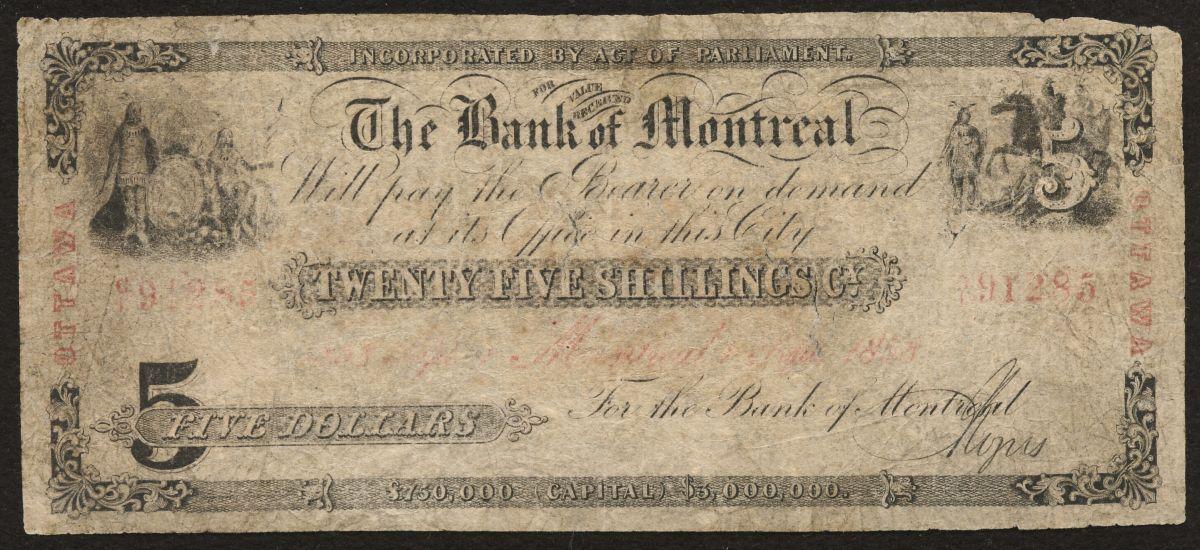 INCORPORATED BY ACT OF PARLIAMENT.
FOR VALUE RECEIVED
The Bank of Montreal
5
Will pay the Bearer on demand
at its Office in this City
OTTAWA
OTTAWA
TWENTY FIVE SHILLINGS Cy.
91285
91285
Montreal
For the Bank of Montreal
5
FIVE DOLLARS
$750,000 (CAPITAL) $3,000,000.